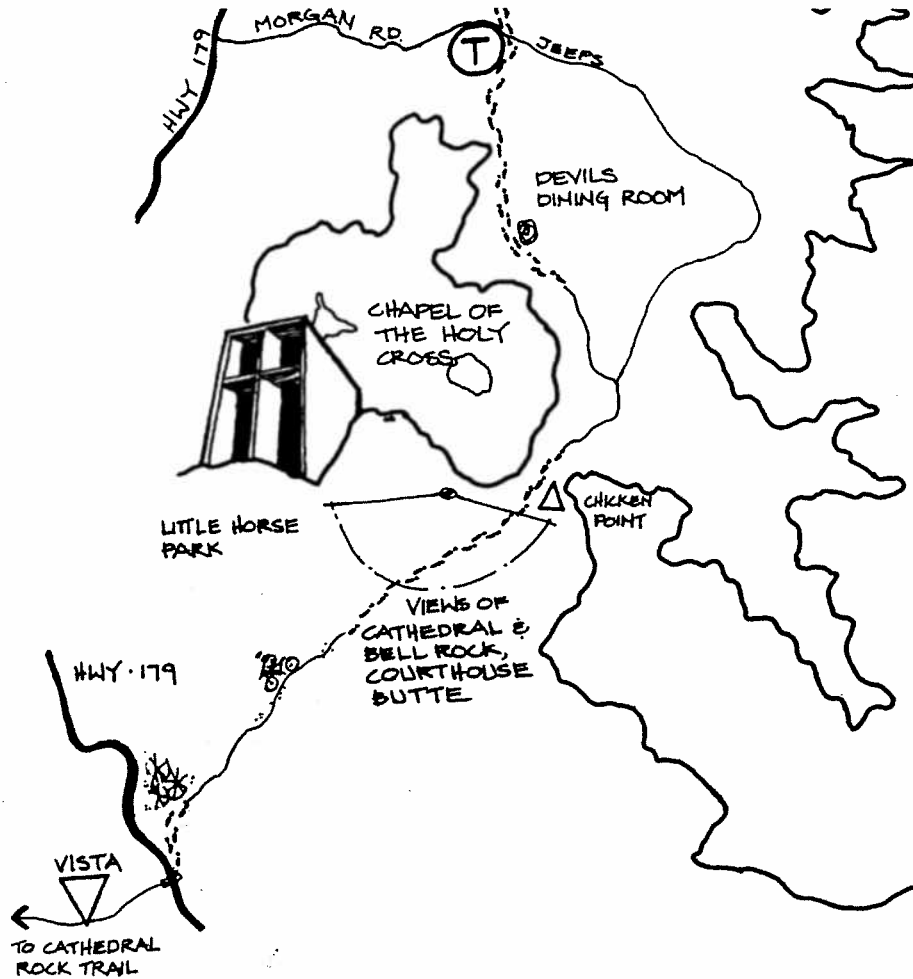 MORGAN RD.
HWY 179
T
JEEPS
DEVILS
DINING ROOM
CHAPEL OF
THE HOLY
CROSS
CHICKEN
POINT
LITTLE HORSE
PARK
VIEWS OF
CATHEDRAL &
BELL ROCK,
COURTHOUSE
BUTTE
HWY. 179
VISTA
TO CATHEDRAL
ROCK TRAIL